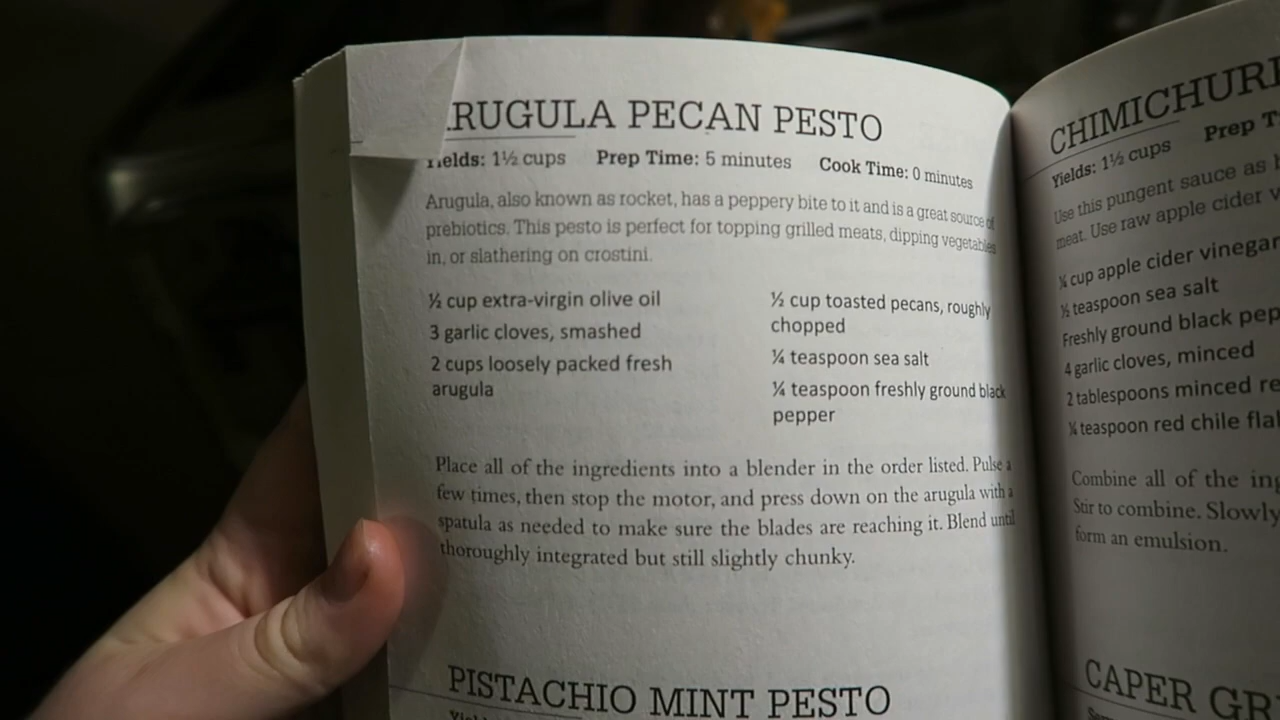 ARUGULA PECAN PESTO
Yields: 1½ cups Prep Time: 5 minutes Cook Time: 0 minutes
Arugula, also known as rocket, has a peppery bite to it and is a great source of
prebiotics. This pesto is perfect for topping grilled meats, dipping vegetables
in, or slathering on crostini.
½ cup extra-virgin olive oil
3 garlic cloves, smashed
2 cups loosely packed fresh
arugula
½ cup toasted pecans, roughly
chopped
¼ teaspoon sea salt
¼ teaspoon freshly ground black
pepper
Place all of the ingredients into a blender in the order listed. Pulse a
few times, then stop the motor, and press down on the arugula with a
spatula as needed to make sure the blades are reaching it. Blend until
thoroughly integrated but still slightly chunky.
PISTACHIO MINT PESTO
CHIMICHUR
Yields: 1½ cups Prep T
Use this pungent sauce as
meat. Use raw apple cider
cup apple cider vinegar
½ teaspoon sea salt
Freshly ground black pep
4 garlic cloves, minced
2 tablespoons minced re
¼ teaspoon red chile fla
Combine all of the ing
Stir to combine. Slowly
form an emulsion.
CAPER GR